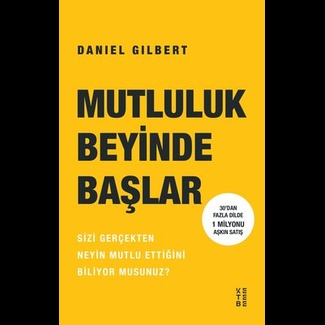 DANIEL GILBERT
MUTLULUK
BEYİNDE
BAŞLAR
30'DAN
FAZLA DİLDE
1 MİLYONU
AŞKIN SATIŞ
SİZİ GERÇEKTEN
NEYİN MUTLU ETTİĞİNİ
BİLİYOR MUSUNUZ?